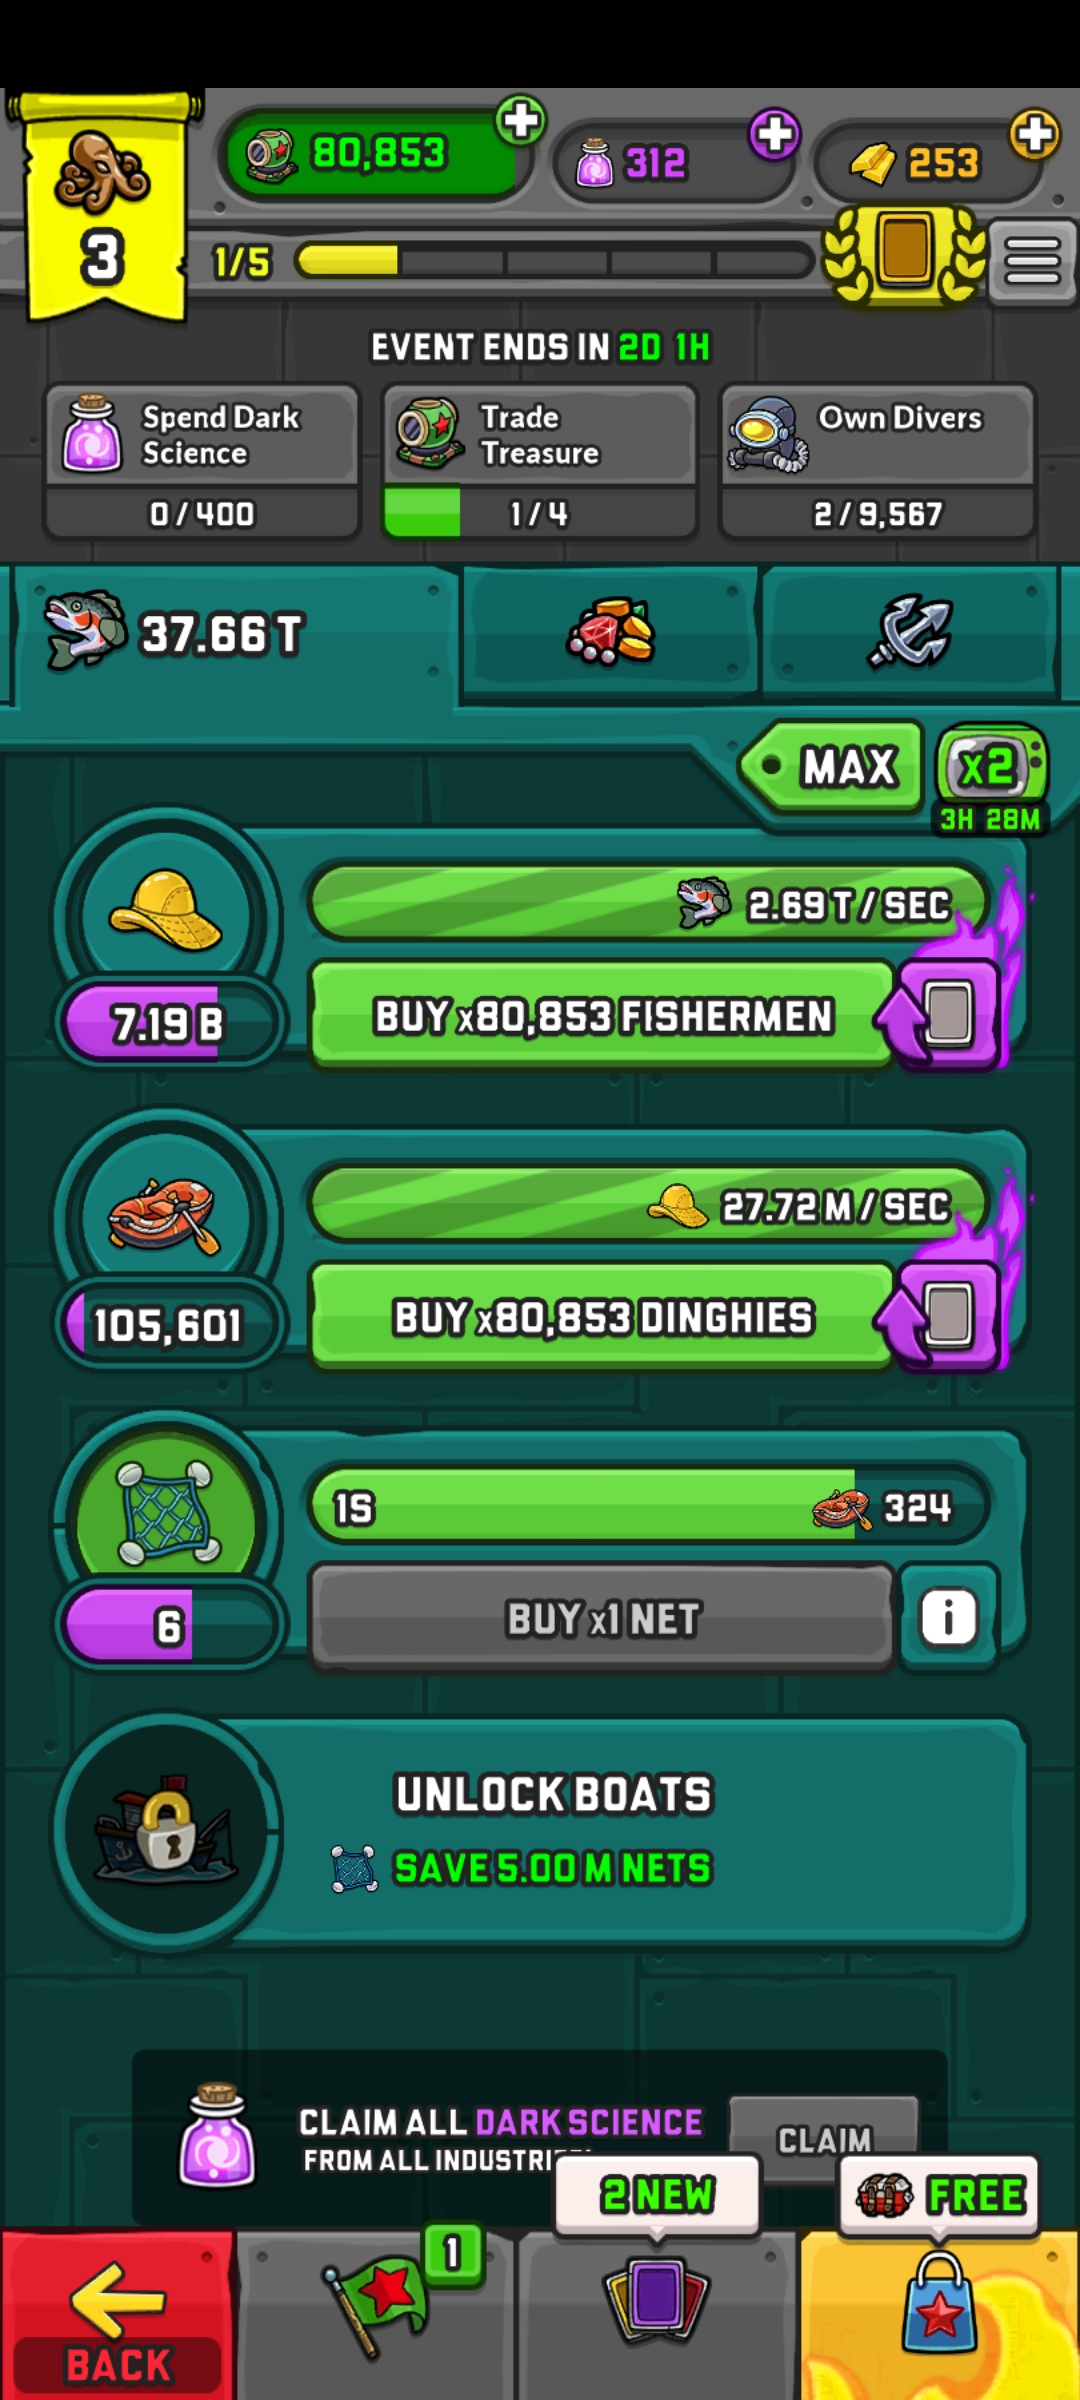 80,853
312
253
3
1/5
EVENT ENDS IN 2D 1H
Spend Dark Science
0/400
Trade Treasure
1/4
Own Divers
2/9,567
37.66 T
MAX
x2
3H 28M
2.69 T/SEC
7.19 B
BUY x80,853 FISHERMEN
27.72 M/SEC
105,601
BUY x80,853 DINGHIES
1S
324
6
BUY x1 NET
i
UNLOCK BOATS
SAVE 5.00 M NETS
CLAIM ALL DARK SCIENCE
FROM ALL
CLAIM
2 NEW
FREE
1
BACK